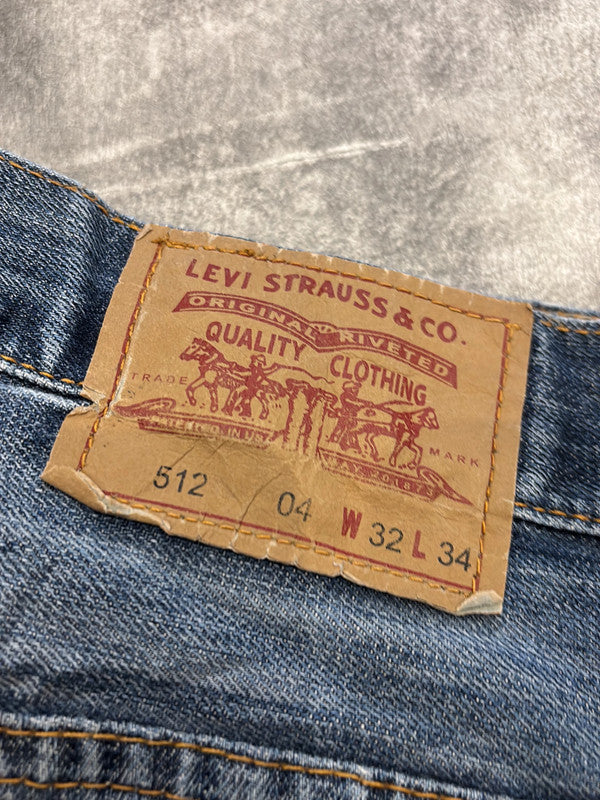 LEVI STRAUSS & CO.
ORIGINAL RIVETED
QUALITY CLOTHING
TRADE MARK
512 04 W 32 L 34